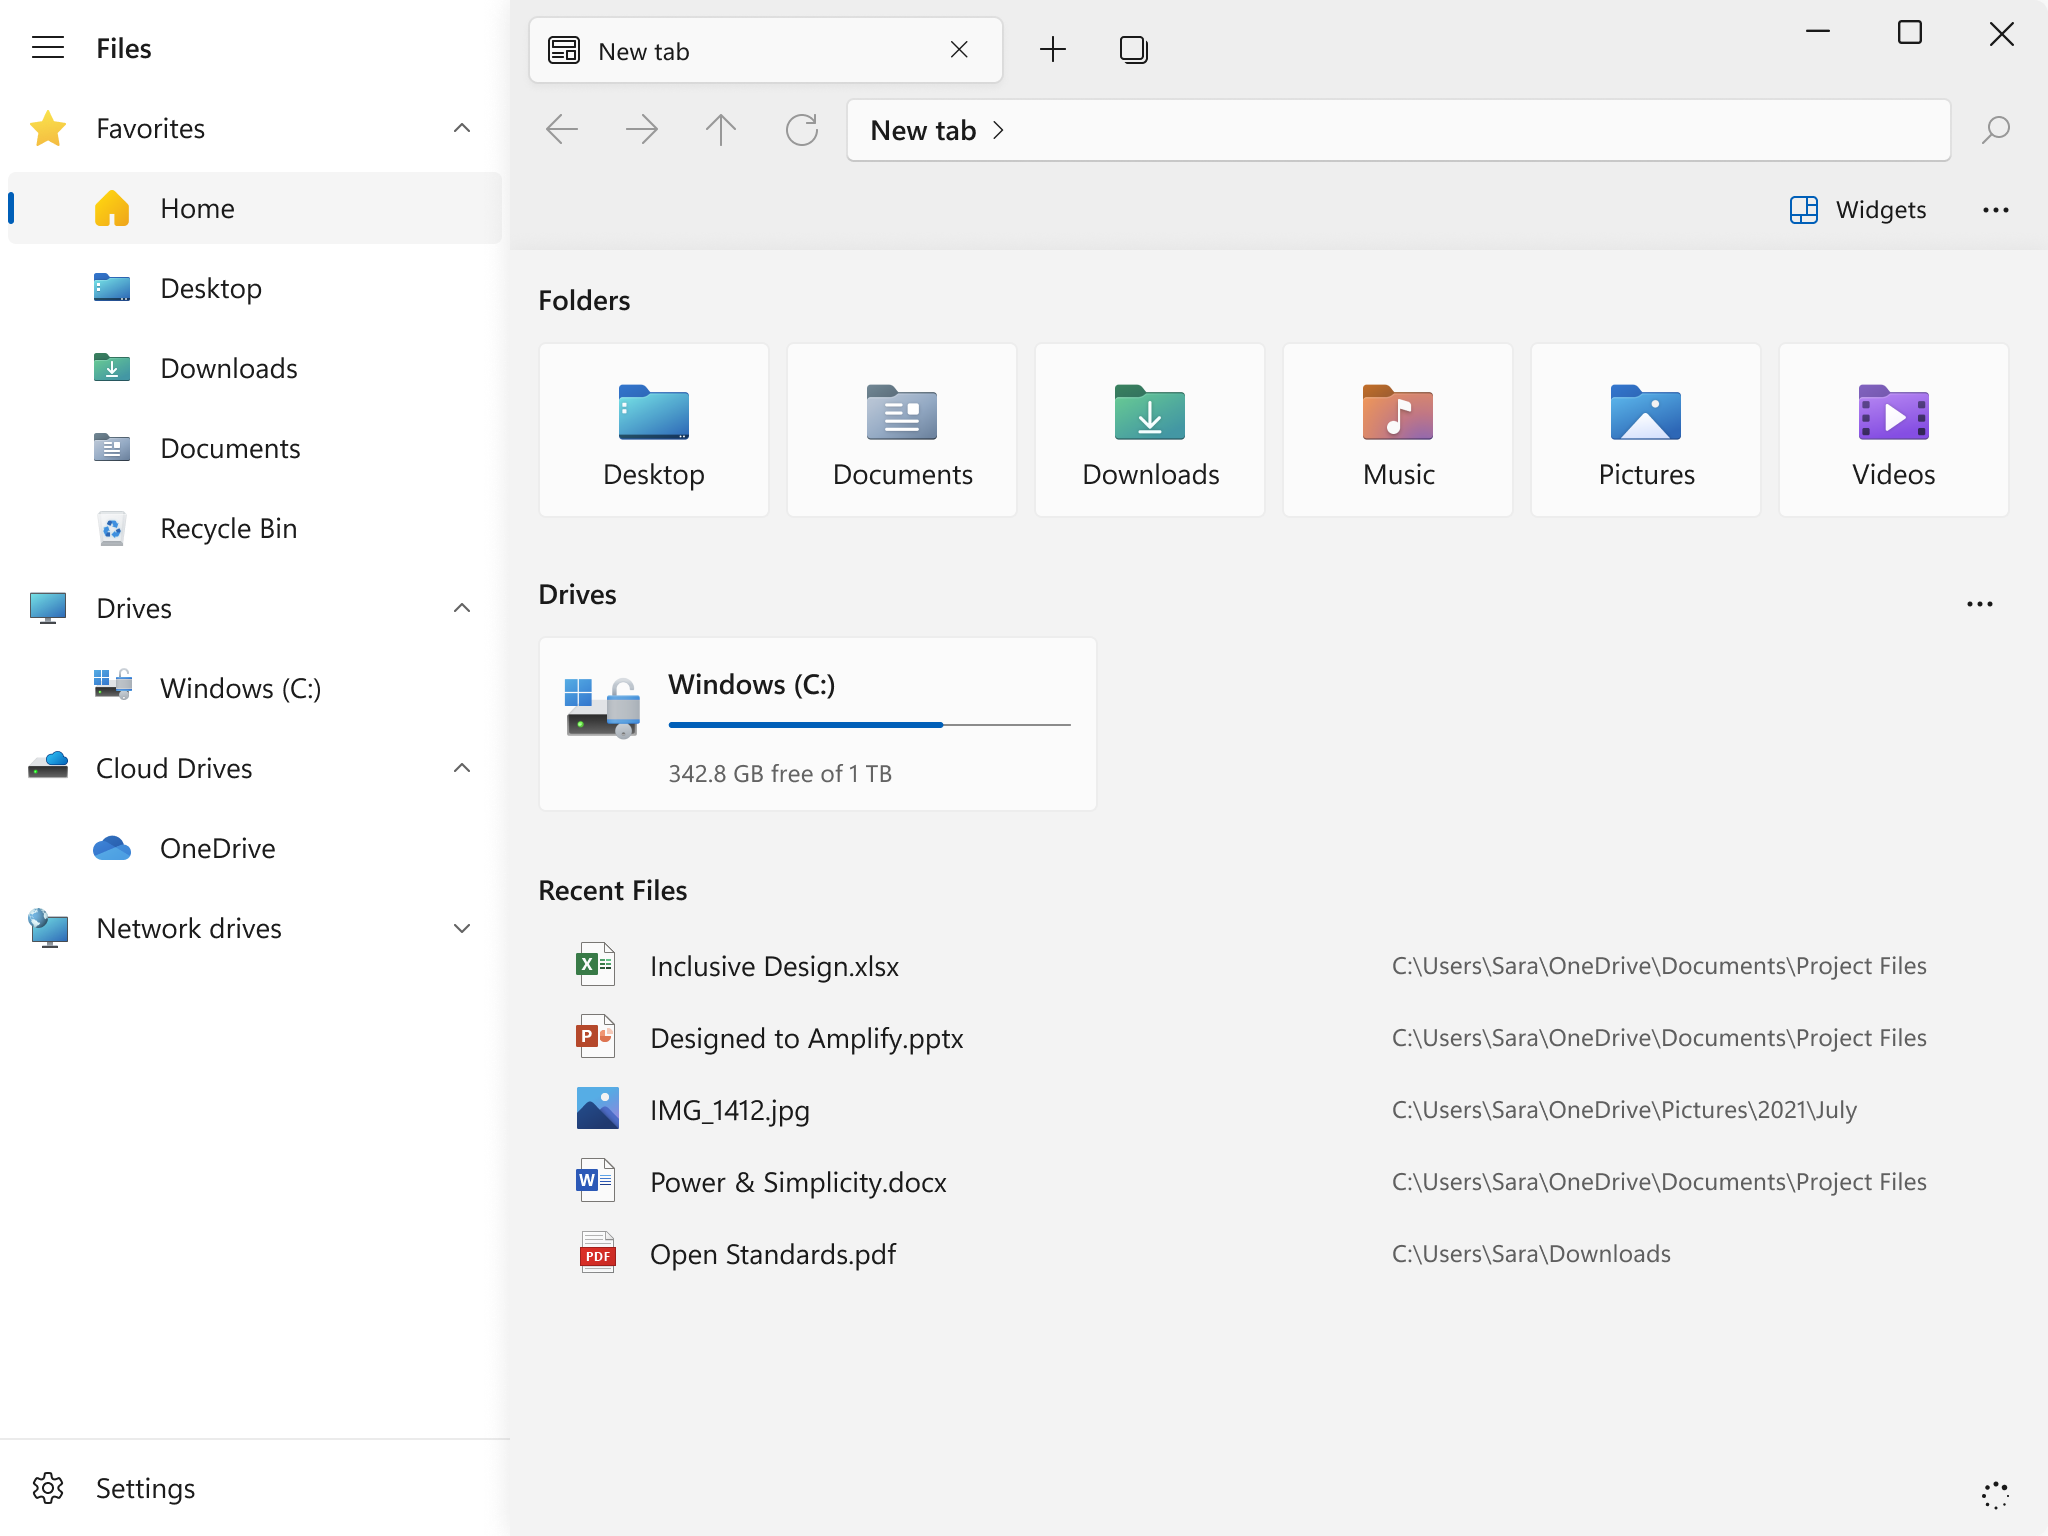 Files
Favorites
Home
Desktop
Downloads
Documents
Recycle Bin
Drives
Windows (C:)
Cloud Drives
OneDrive
Network drives
Settings
New tab
New tab
Widgets
Folders
Desktop
Documents
Downloads
Music
Pictures
Videos
Drives
Windows (C:)
342.8 GB free of 1 TB
Recent Files
X
Inclusive Design.xlsx C:\Users\Sara\OneDrive\Documents\Project Files
P
Designed to Amplify.pptx C:\Users\Sara\OneDrive\Documents\Project Files
IMG_1412.jpg C:\Users\Sara\OneDrive\Pictures\2021\July
W
Power & Simplicity.docx C:\Users\Sara\OneDrive\Documents\Project Files
PDF
Open Standards.pdf C:\Users\Sara\Downloads